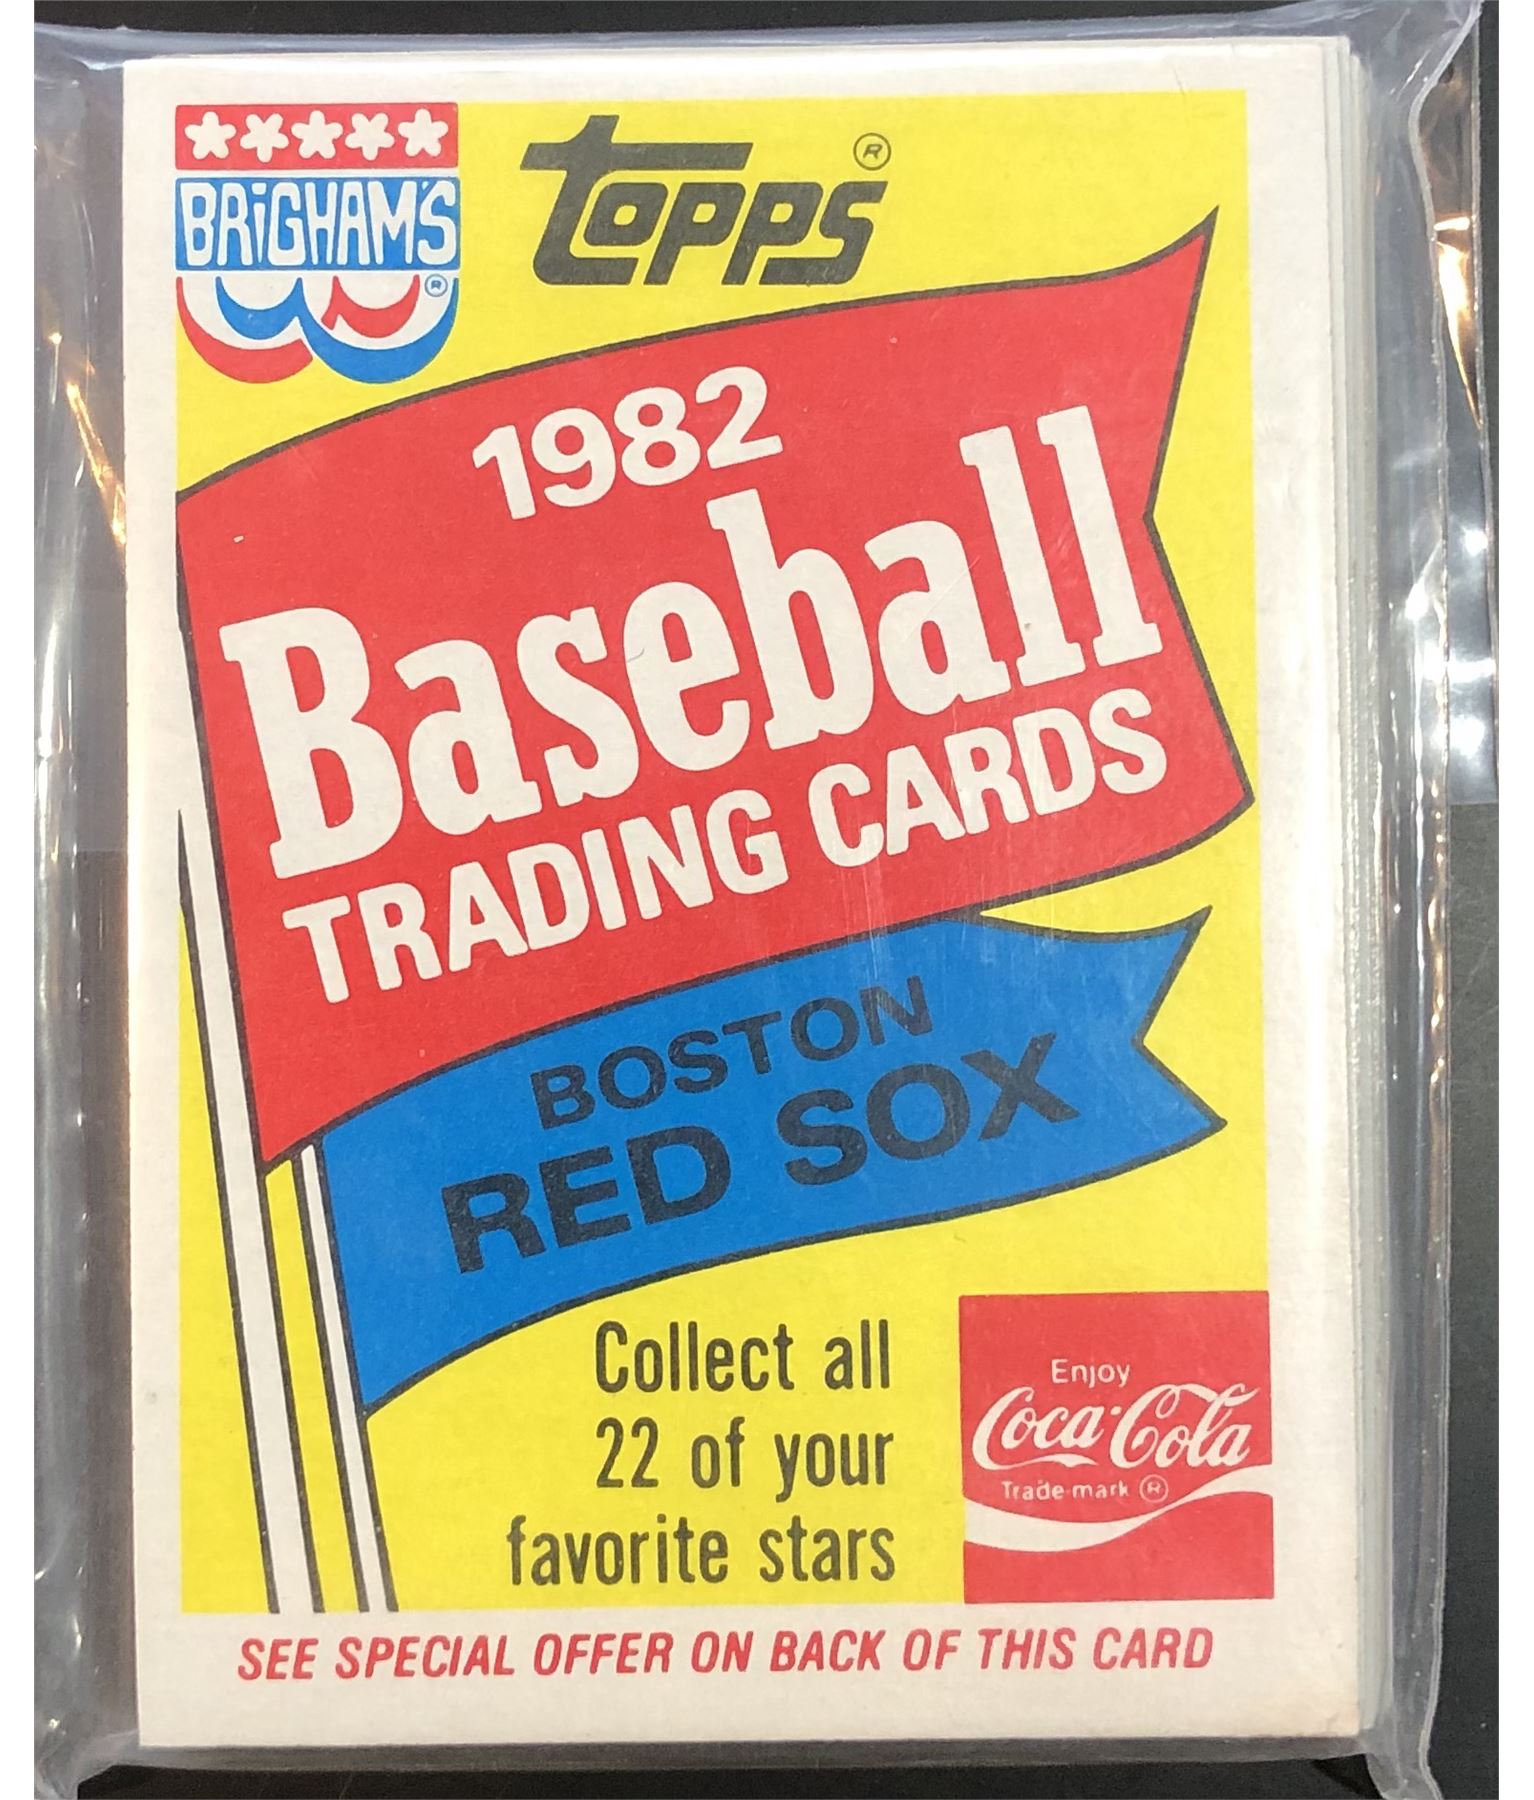 BRiGHAM'S
®
Topps®
1982
Baseball
TRADING CARDS
BOSTON
RED SOX
Collect all
22 of your
favorite stars
Enjoy
Coca-Cola
Trade-mark ®
SEE SPECIAL OFFER ON BACK OF THIS CARD